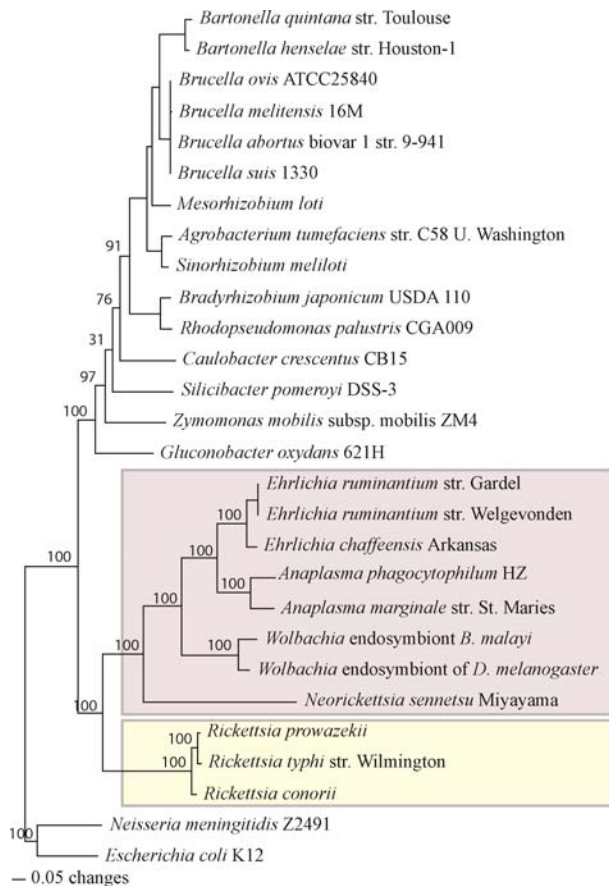 Bartonella quintana str. Toulouse
Bartonella henselae str. Houston-1
Brucella ovis ATCC25840
Brucella melitensis 16M
Brucella abortus biovar 1 str. 9-941
Brucella suis 1330
Mesorhizobium loti
Agrobacterium tumefaciens str. C58 U. Washington
Sinorhizobium meliloti
91
Bradyrhizobium japonicum USDA 110
76
Rhodopseudomonas palustris CGA009
31
Caulobacter crescentus CB15
97
Silicibacter pomeroyi DSS-3
100
Zymomonas mobilis subsp. mobilis ZM4
Gluconobacter oxydans 621H
Ehrlichia ruminantium str. Gardel
100
Ehrlichia ruminantium str. Welgevonden
100
Ehrlichia chaffeensis Arkansas
100
Anaplasma phagocytophilum HZ
100
100
Anaplasma marginale str. St. Maries
100
Wolbachia endosymbiont B. malayi
100
100
Wolbachia endosymbiont of D. melanogaster
Neorickettsia sennetsu Miyayama
100
Rickettsia prowazekii
100
100
Rickettsia typhi str. Wilmington
Rickettsia conorii
Neisseria meningitidis Z2491
100
Escherichia coli K12
0.05 changes